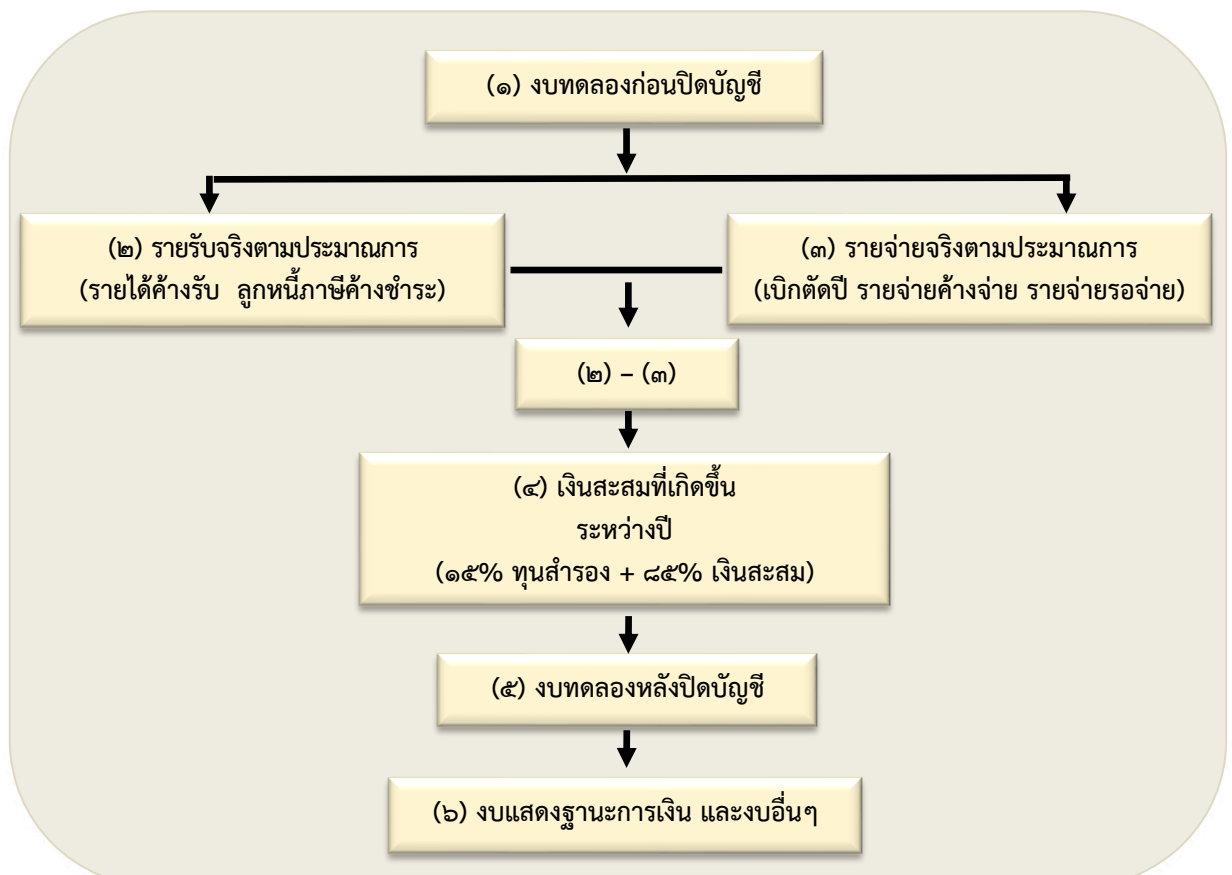 (๑) งบทดลองก่อนปิดบัญชี
(๒) รายรับจริงตามประมาณการ
(รายได้ค้างรับ ลูกหนี้ภาษีค้างชำระ)
(๓) รายจ่ายจริงตามประมาณการ
(เบิกตัดปี รายจ่ายค้างจ่าย รายจ่ายรอจ่าย)
(๒) – (๓)
(๔) เงินสะสมที่เกิดขึ้น
ระหว่างปี
(๑๕% ทุนสำรอง + ๘๕% เงินสะสม)
(๕) งบทดลองหลังปิดบัญชี
(๖) งบแสดงฐานะการเงิน และงบอื่นๆ